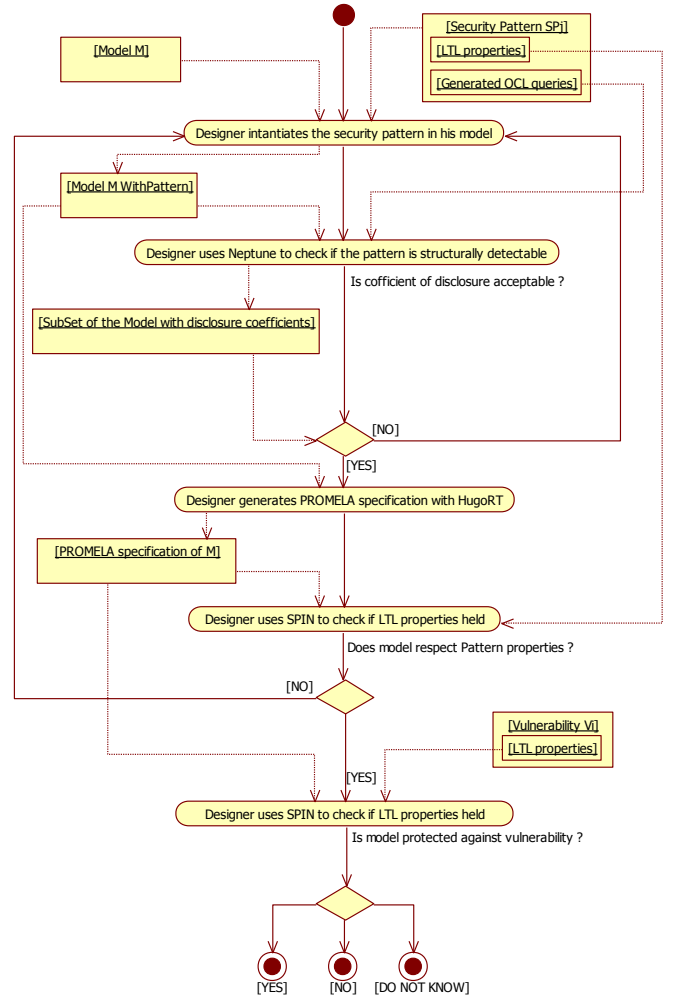 [Security Pattern SPj]
[LTL properties]
[Generated OCL queries]
[Model M]
Designer intantiates the security pattern in his model
[Model M WithPattern]
Designer uses Neptune to check if the pattern is structurally detectable
Is cofficient of disclosure acceptable ?
[SubSet of the Model with disclosure coefficients]
[NO]
[YES]
Designer generates PROMELA specification with HugoRT
[PROMELA specification of M]
Designer uses SPIN to check if LTL properties held
Does model respect Pattern properties ?
[NO]
[Vulnerability Vi]
[LTL properties]
[YES]
Designer uses SPIN to check if LTL properties held
Is model protected against vulnerability ?
[YES]
[NO]
[DO NOT KNOW]